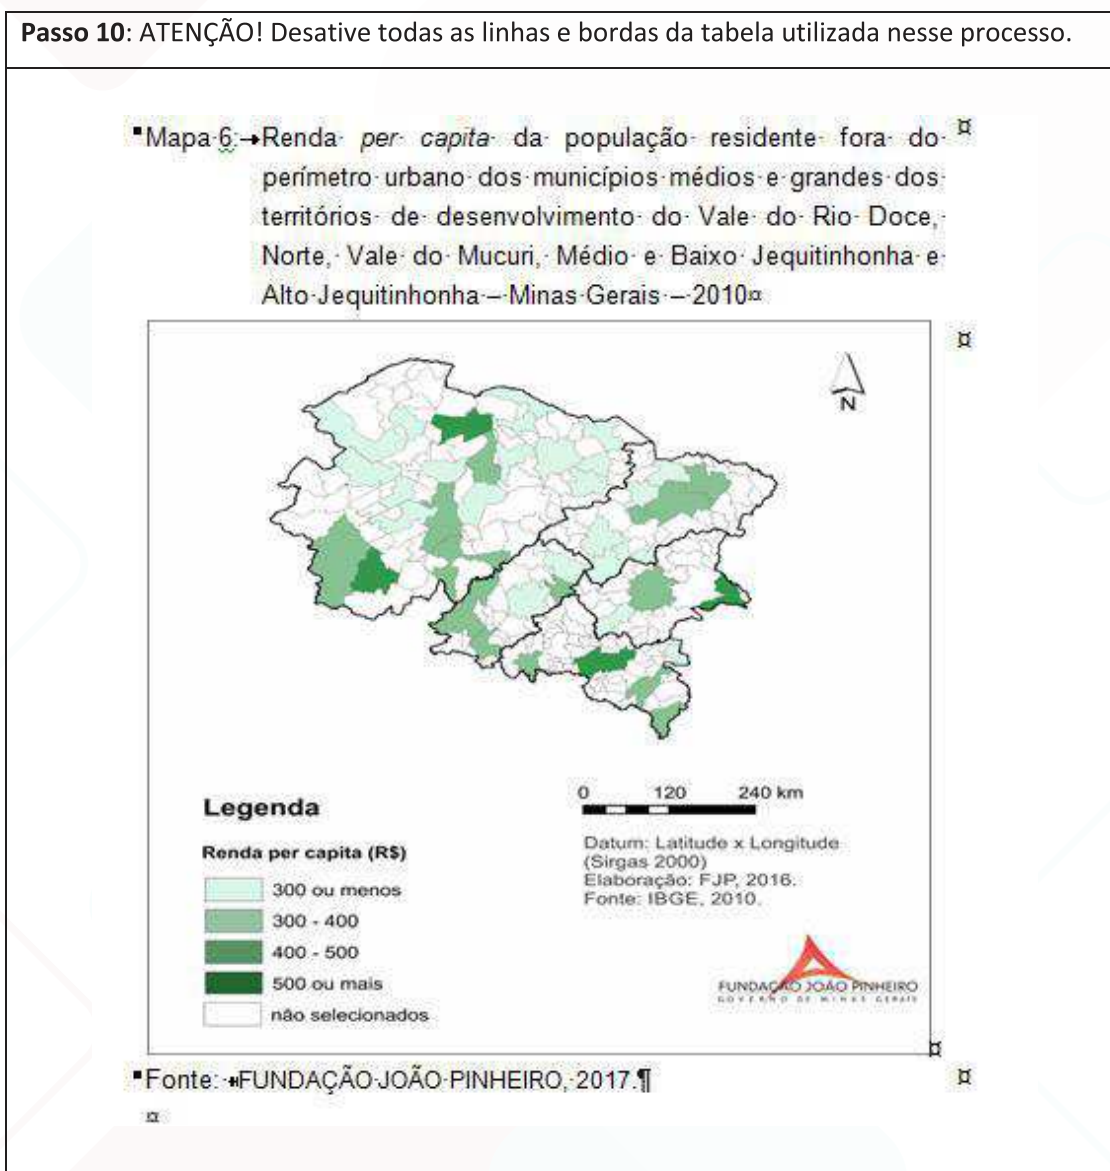 Passo 10: ATENÇÃO! Desative todas as linhas e bordas da tabela utilizada nesse processo.
Mapa 6: Renda per capita da população residente fora do
perímetro urbano dos municípios médios e grandes dos
territórios de desenvolvimento do Vale do Rio Doce,
Norte, Vale do Mucuri, Médio e Baixo Jequitinhonha e
Alto Jequitinhonha – Minas Gerais – 2010
N
0 120 240 km
Legenda
Datum: Latitude x Longitude
(Sirgas 2000)
Elaboração: FJP, 2016.
Fonte: IBGE, 2010.
Renda per capita (R$)
300 ou menos
300 - 400
400 - 500
500 ou mais
não selecionados
FUNDAÇÃO JOÃO PINHEIRO
GOVERNO DE MINAS GERAIS
Fonte: FUNDAÇÃO JOÃO PINHEIRO, 2017.¶